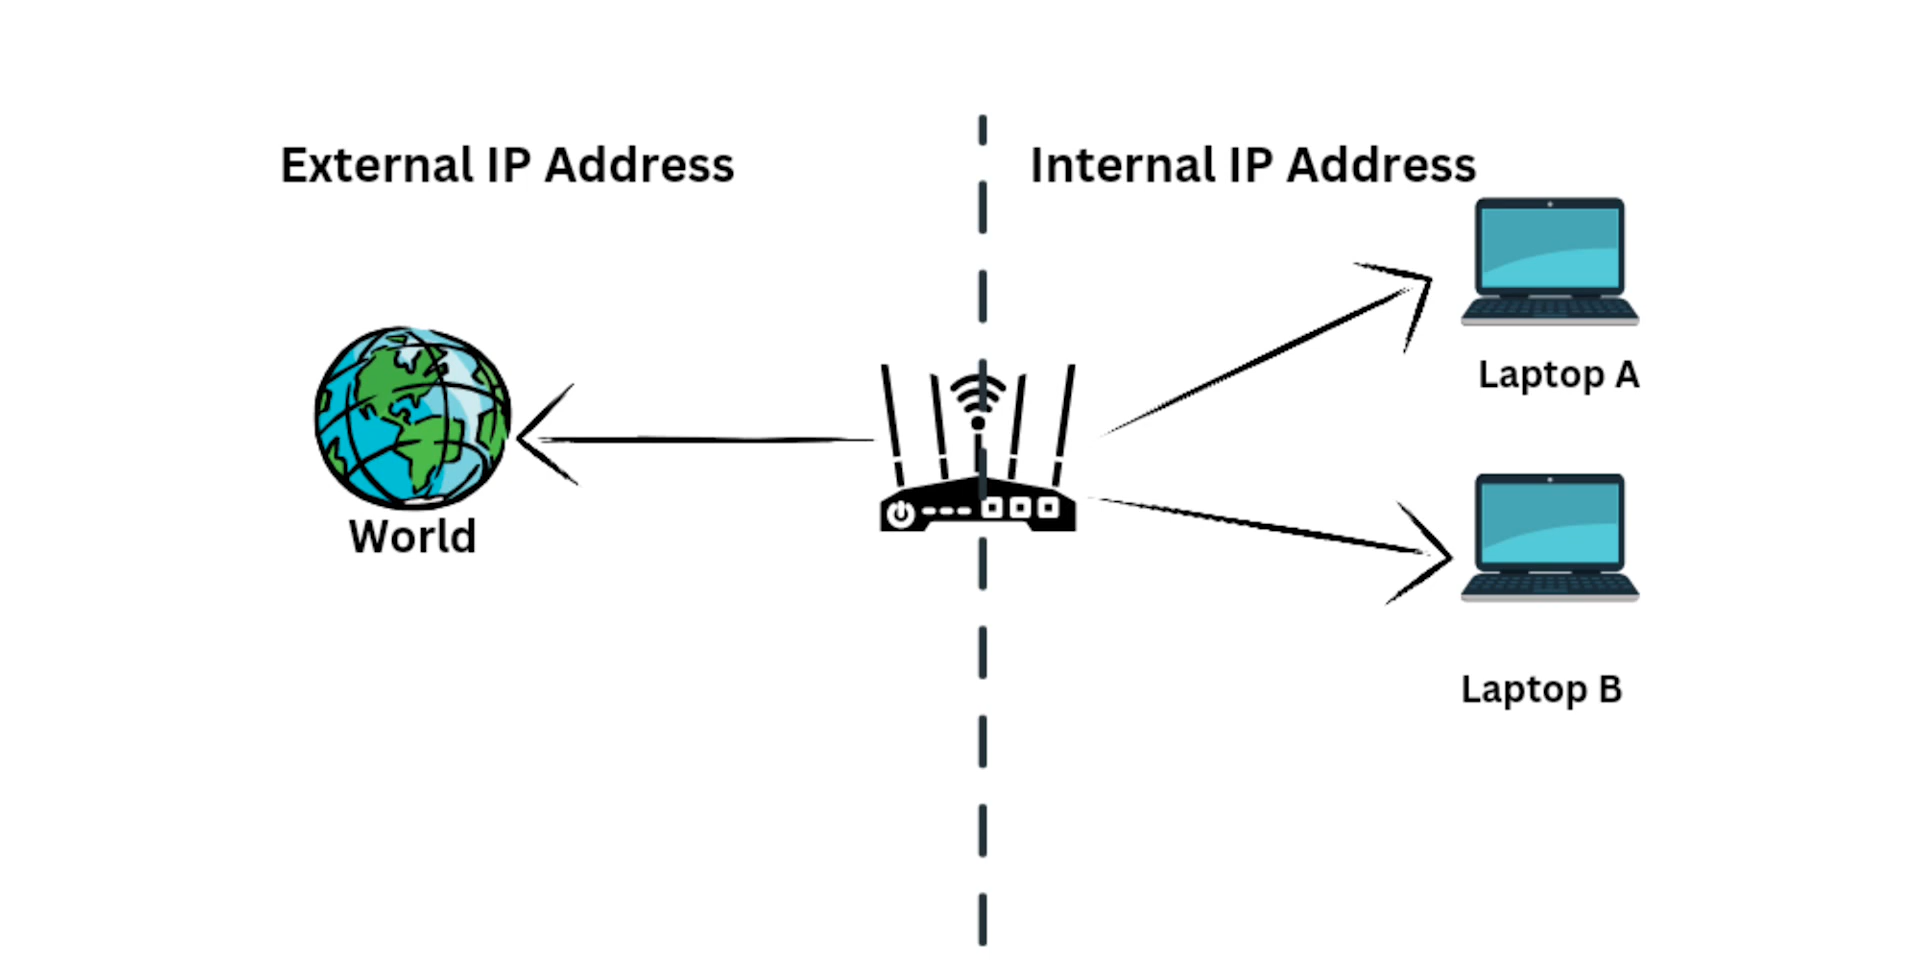 External IP Address
Internal IP Address
World
Laptop A
Laptop B